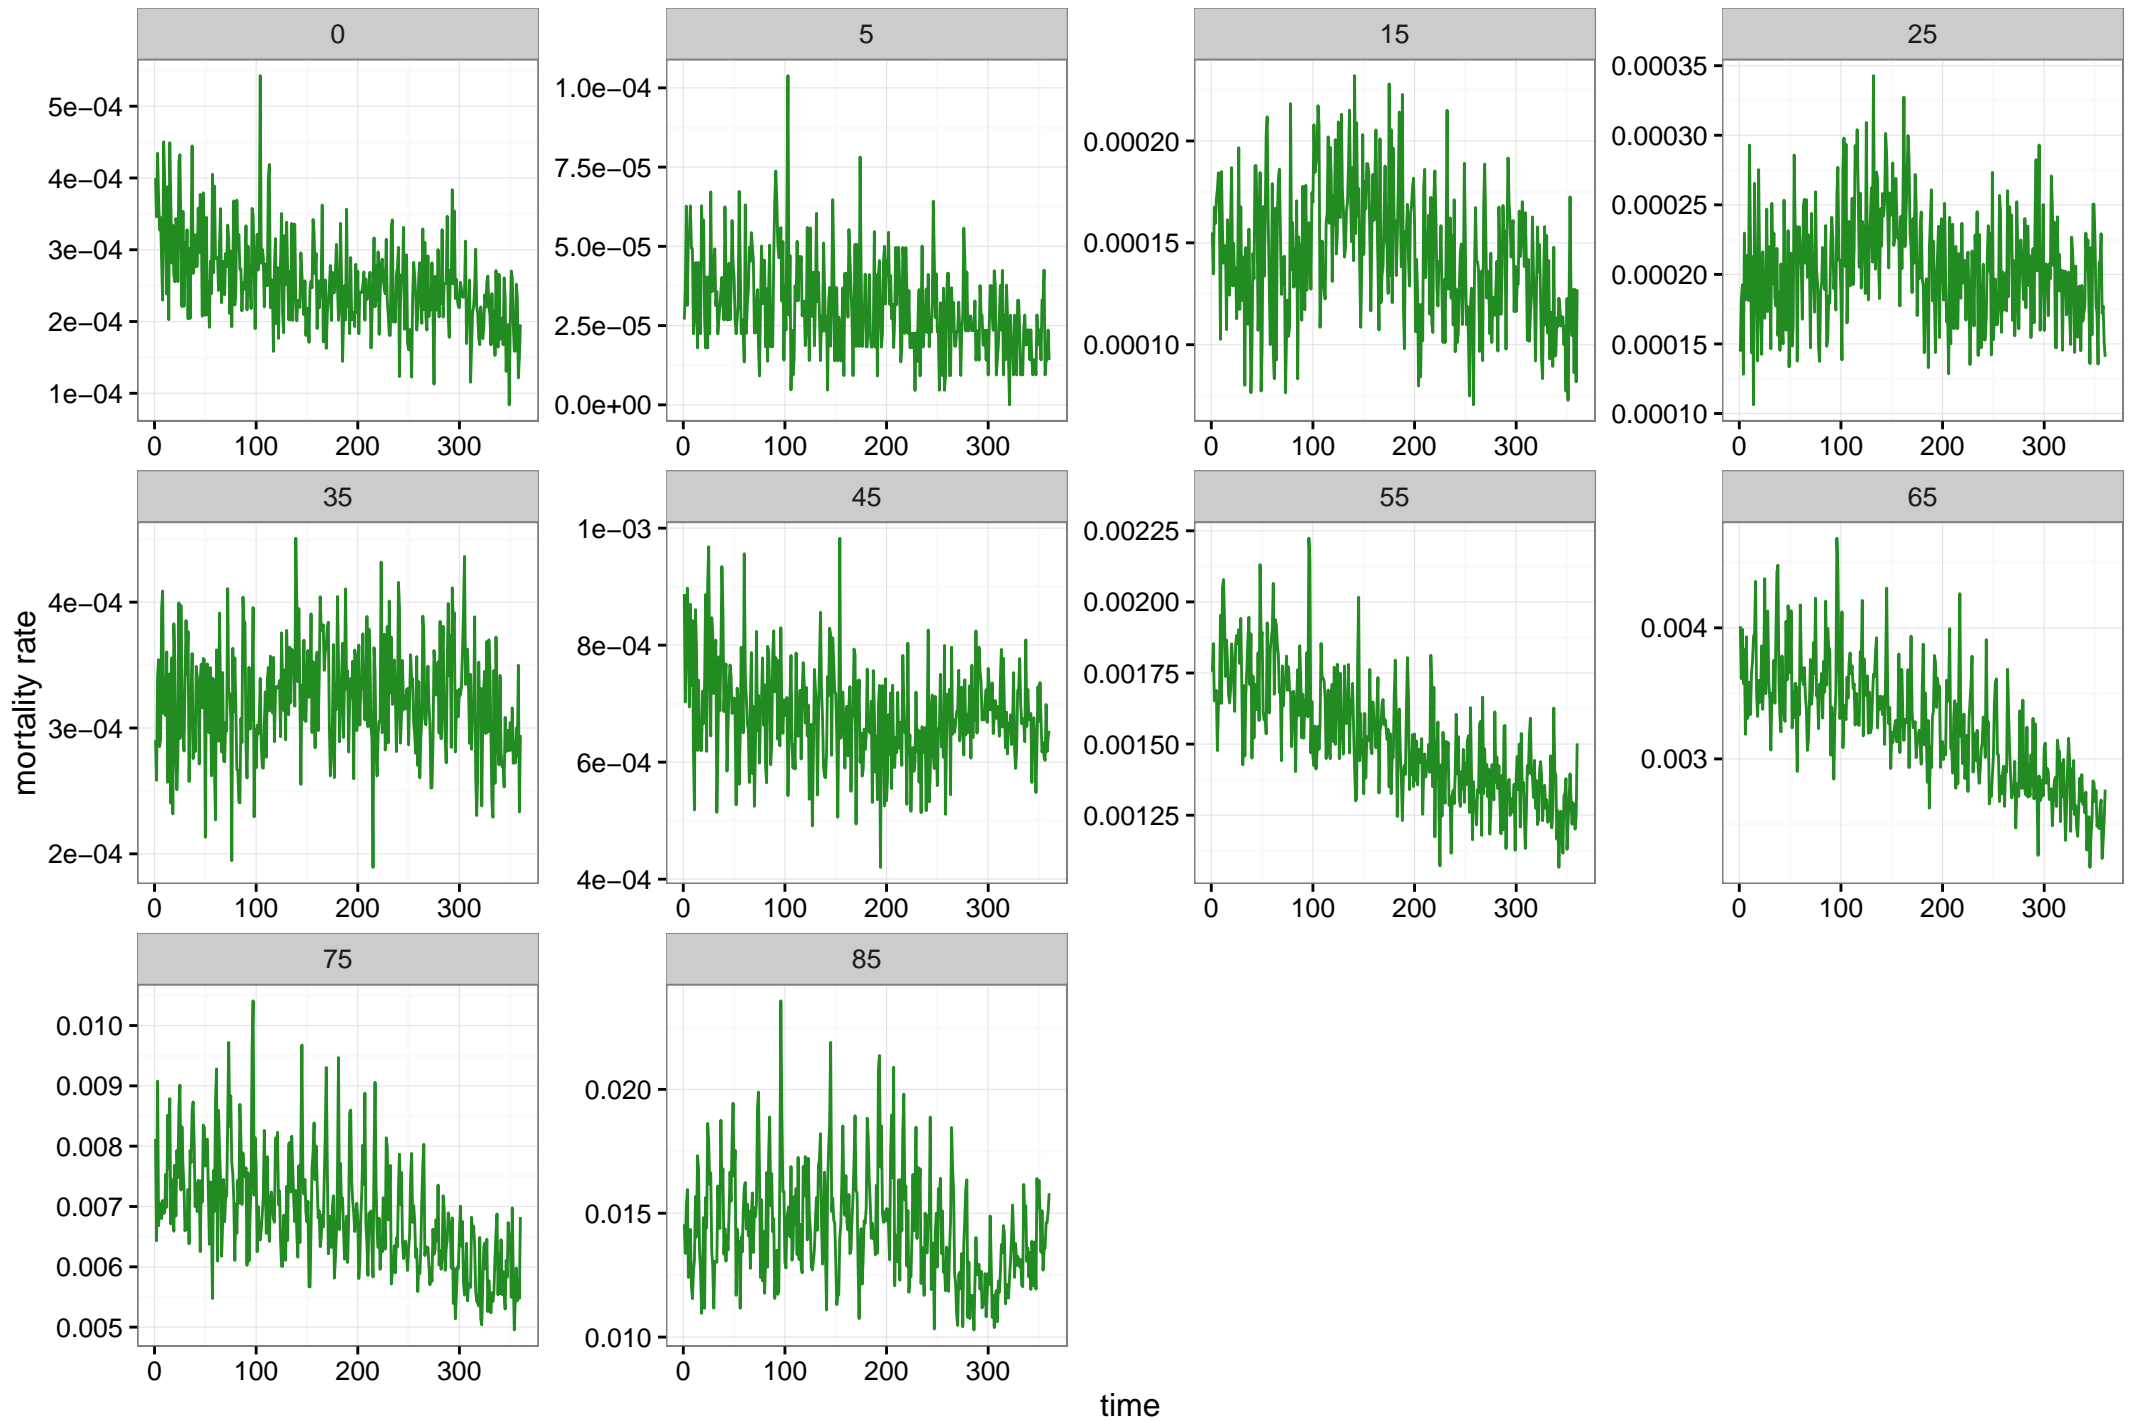 0 5 15 25
5e−04
4e−04
3e−04
2e−04
1e−04
0 100 200 300
1.0e−04
7.5e−05
5.0e−05
2.5e−05
0.0e+00
0 100 200 300
0.00020
0.00015
0.00010
0 100 200 300
0.00035
0.00030
0.00025
0.00020
0.00015
0.00010
0 100 200 300
35 45 55 65
4e−04
3e−04
2e−04
0 100 200 300
1e−03
8e−04
6e−04
4e−04
0 100 200 300
0.00225
0.00200
0.00175
0.00150
0.00125
0 100 200 300
0.004
0.003
0 100 200 300
75 85
0.010
0.009
0.008
0.007
0.006
0.005
0 100 200 300
0.020
0.015
0.010
0 100 200 300
mortality rate
time